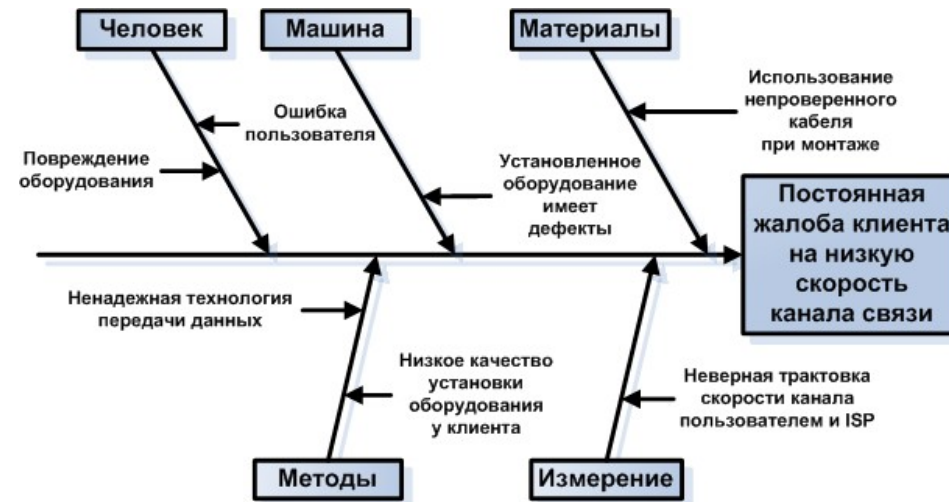 Человек
Машина
Материалы
Ошибка
пользователя
Повреждение
оборудования
Установленное
оборудование
имеет
дефекты
Использование
непроверенного
кабеля
при монтаже
Постоянная
жалоба клиента
на низкую
скорость
канала связи
Ненадежная технология
передачи данных
Низкое качество
установки
оборудования
у клиента
Неверная трактовка
скорости канала
пользователем и ISP
Методы
Измерение